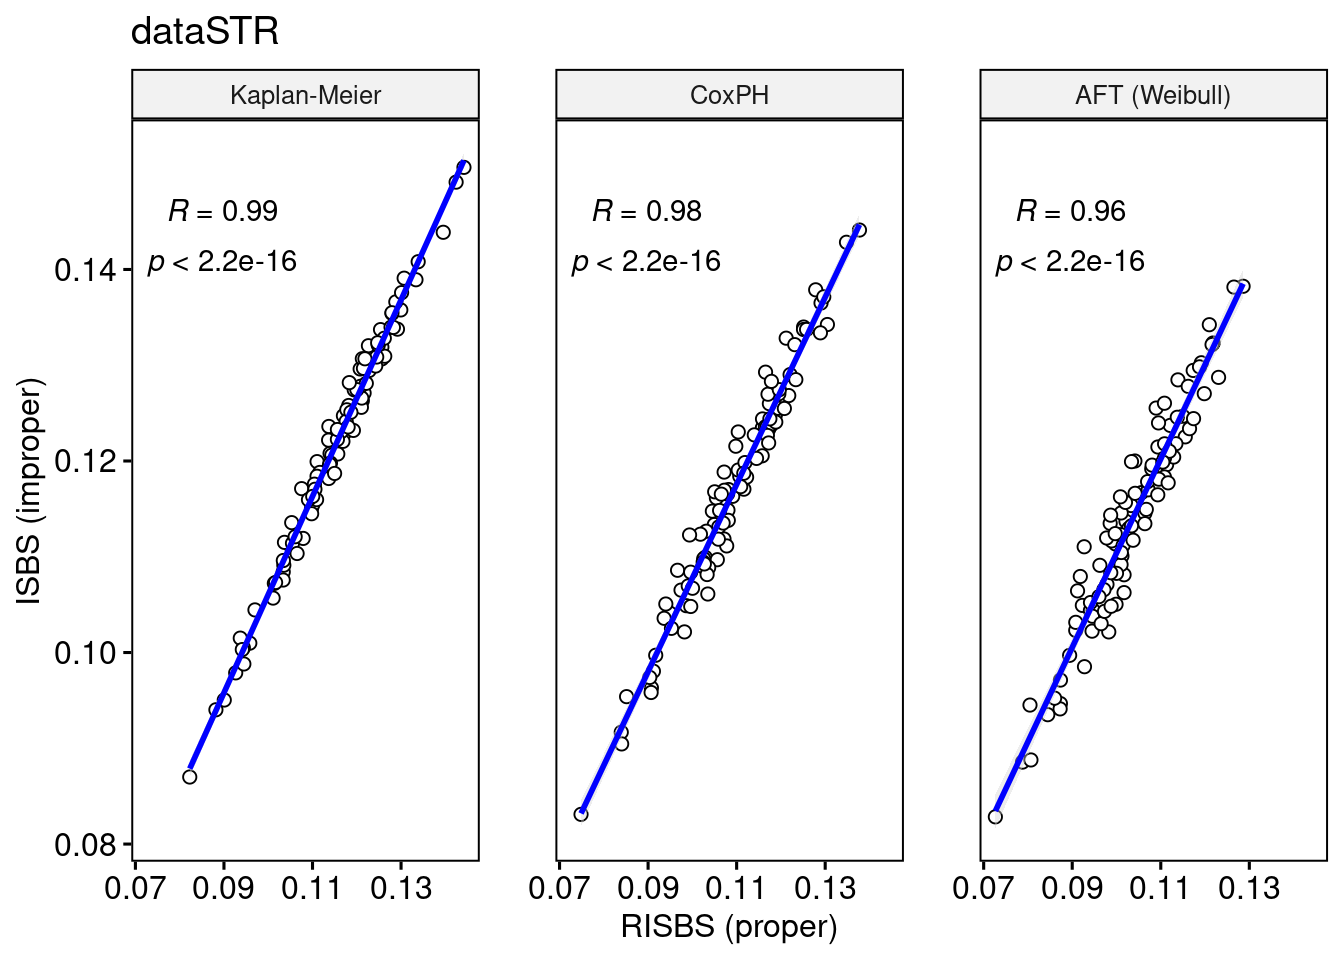 dataSTR
Kaplan-Meier
CoxPH
AFT (Weibull)
R = 0.99
p < 2.2e-16
R = 0.98
p < 2.2e-16
R = 0.96
p < 2.2e-16
ISBS (improper)
0.14
0.12
0.10
0.08
0.07 0.09 0.11 0.13
0.07 0.09 0.11 0.13
0.07 0.09 0.11 0.13
RISBS (proper)